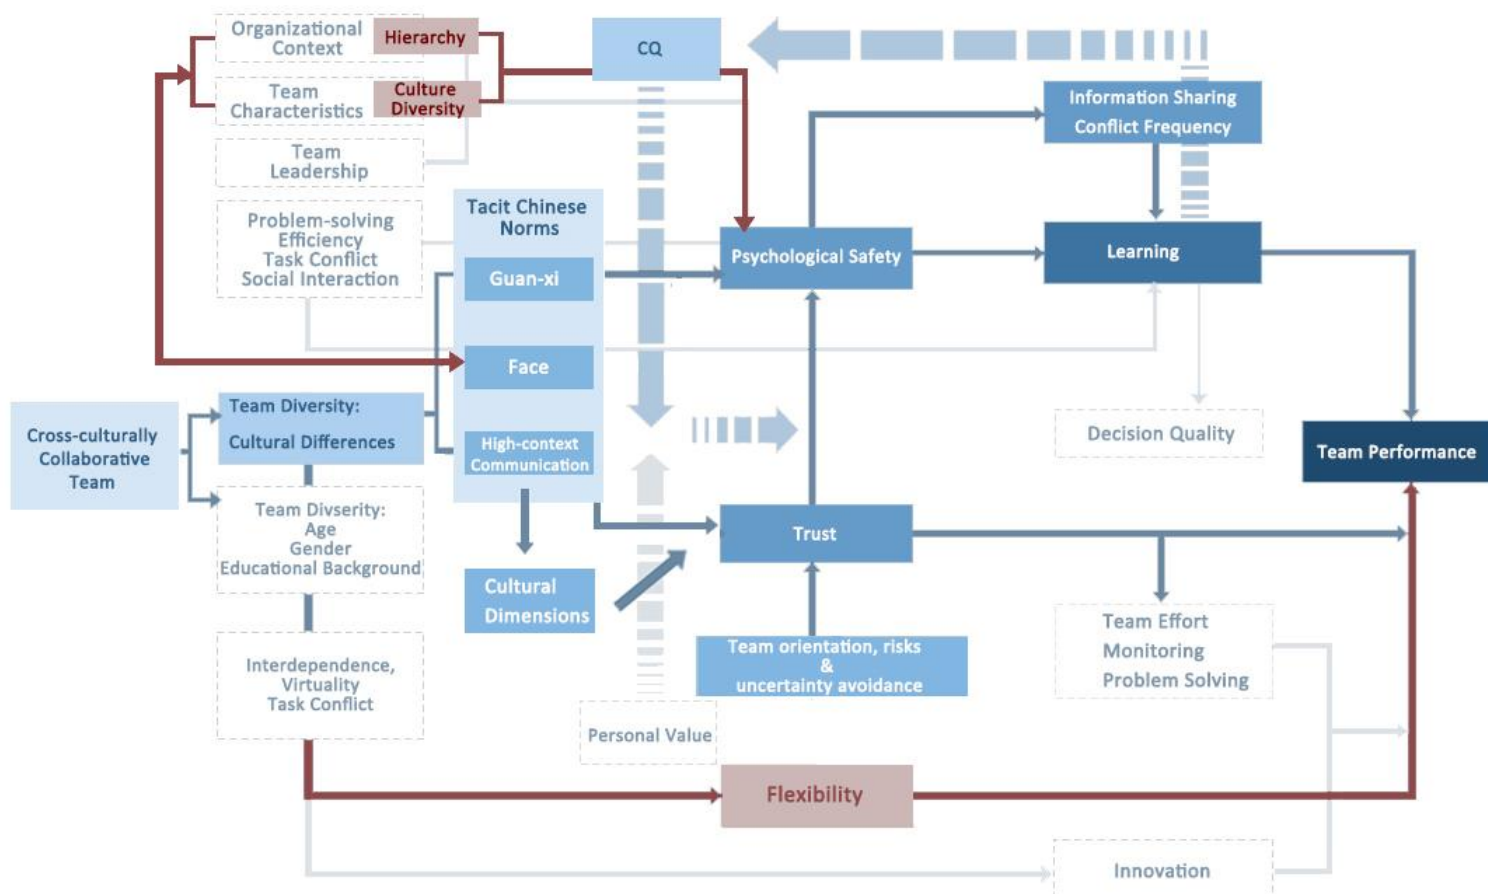 Organizational
Context
Hierarchy
CQ
Team
Characteristics
Culture
Diversity
Information Sharing
Conflict Frequency
Team
Leadership
Tacit Chinese
Norms
Problem-solving
Efficiency
Task Conflict
Social Interaction
Guan-xi
Psychological Safety
Learning
Face
Team Diversity:
Cultural Differences
Cross-culturally
Collaborative
Team
High-context
Communication
Decision Quality
Team Performance
Team Divserity:
Age
Gender
Educational Background
Trust
Cultural
Dimensions
Team orientation, risks
&
uncertainty avoidance
Team Effort
Monitoring
Problem Solving
Interdependence,
Virtuality
Task Conflict
Personal Value
Flexibility
Innovation